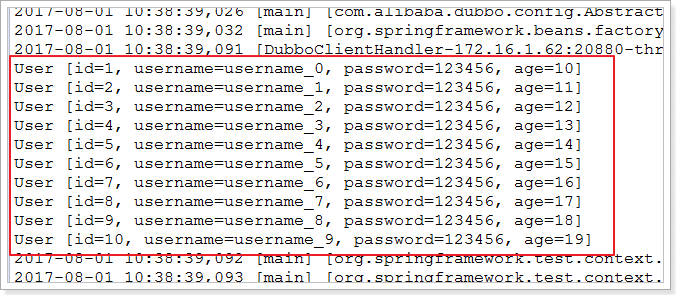 2017-08-01 10:38:39,026 [main] [com.alibaba.dubbo.config.Abstract
2017-08-01 10:38:39,032 [main] [org.springframework.beans.factory
2017-08-01 10:38:39,091 [DubboClientHandler-172.16.1.62:20880-thr
User [id=1, username=username_0, password=123456, age=10]
User [id=2, username=username_1, password=123456, age=11]
User [id=3, username=username_2, password=123456, age=12]
User [id=4, username=username_3, password=123456, age=13]
User [id=5, username=username_4, password=123456, age=14]
User [id=6, username=username_5, password=123456, age=15]
User [id=7, username=username_6, password=123456, age=16]
User [id=8, username=username_7, password=123456, age=17]
User [id=9, username=username_8, password=123456, age=18]
User [id=10, username=username_9, password=123456, age=19]
2017-08-01 10:38:39,092 [main] [org.springframework.test.context.
2017-08-01 10:38:39,093 [main] [org.springframework.test.context.